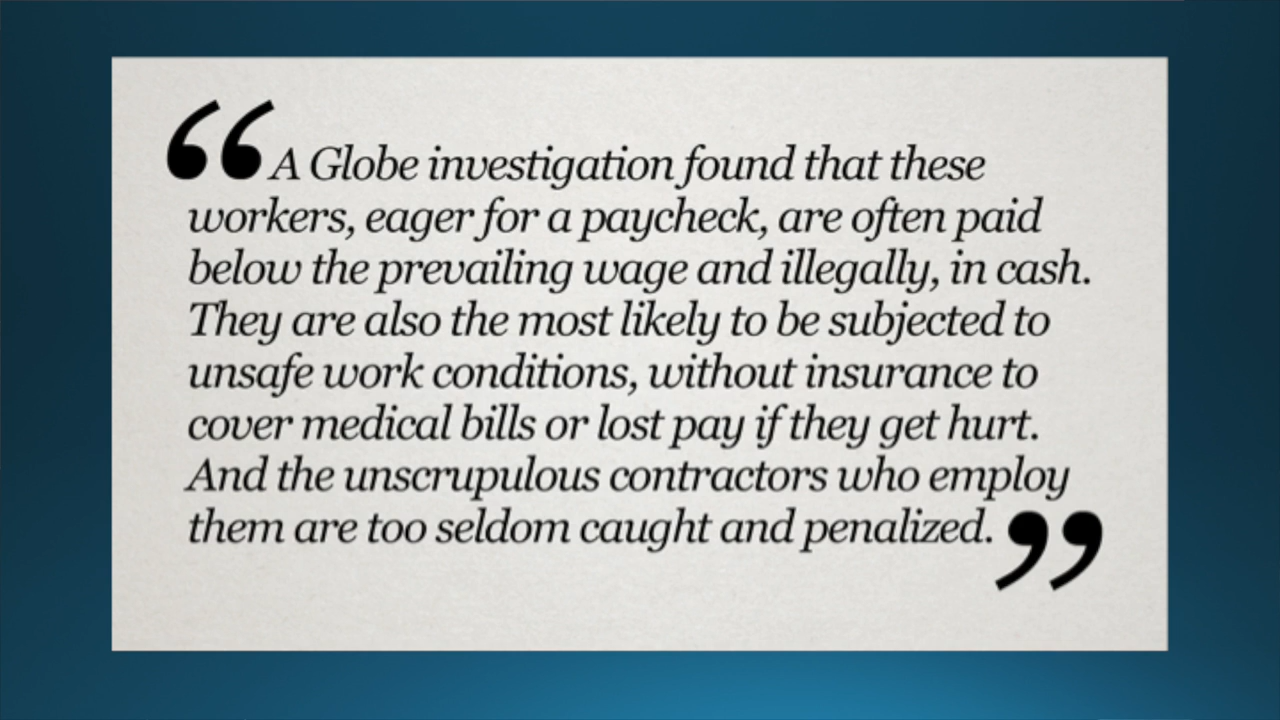 “A Globe investigation found that these
workers, eager for a paycheck, are often paid
below the prevailing wage and illegally, in cash.
They are also the most likely to be subjected to
unsafe work conditions, without insurance to
cover medical bills or lost pay if they get hurt.
And the unscrupulous contractors who employ
them are too seldom caught and penalized.”